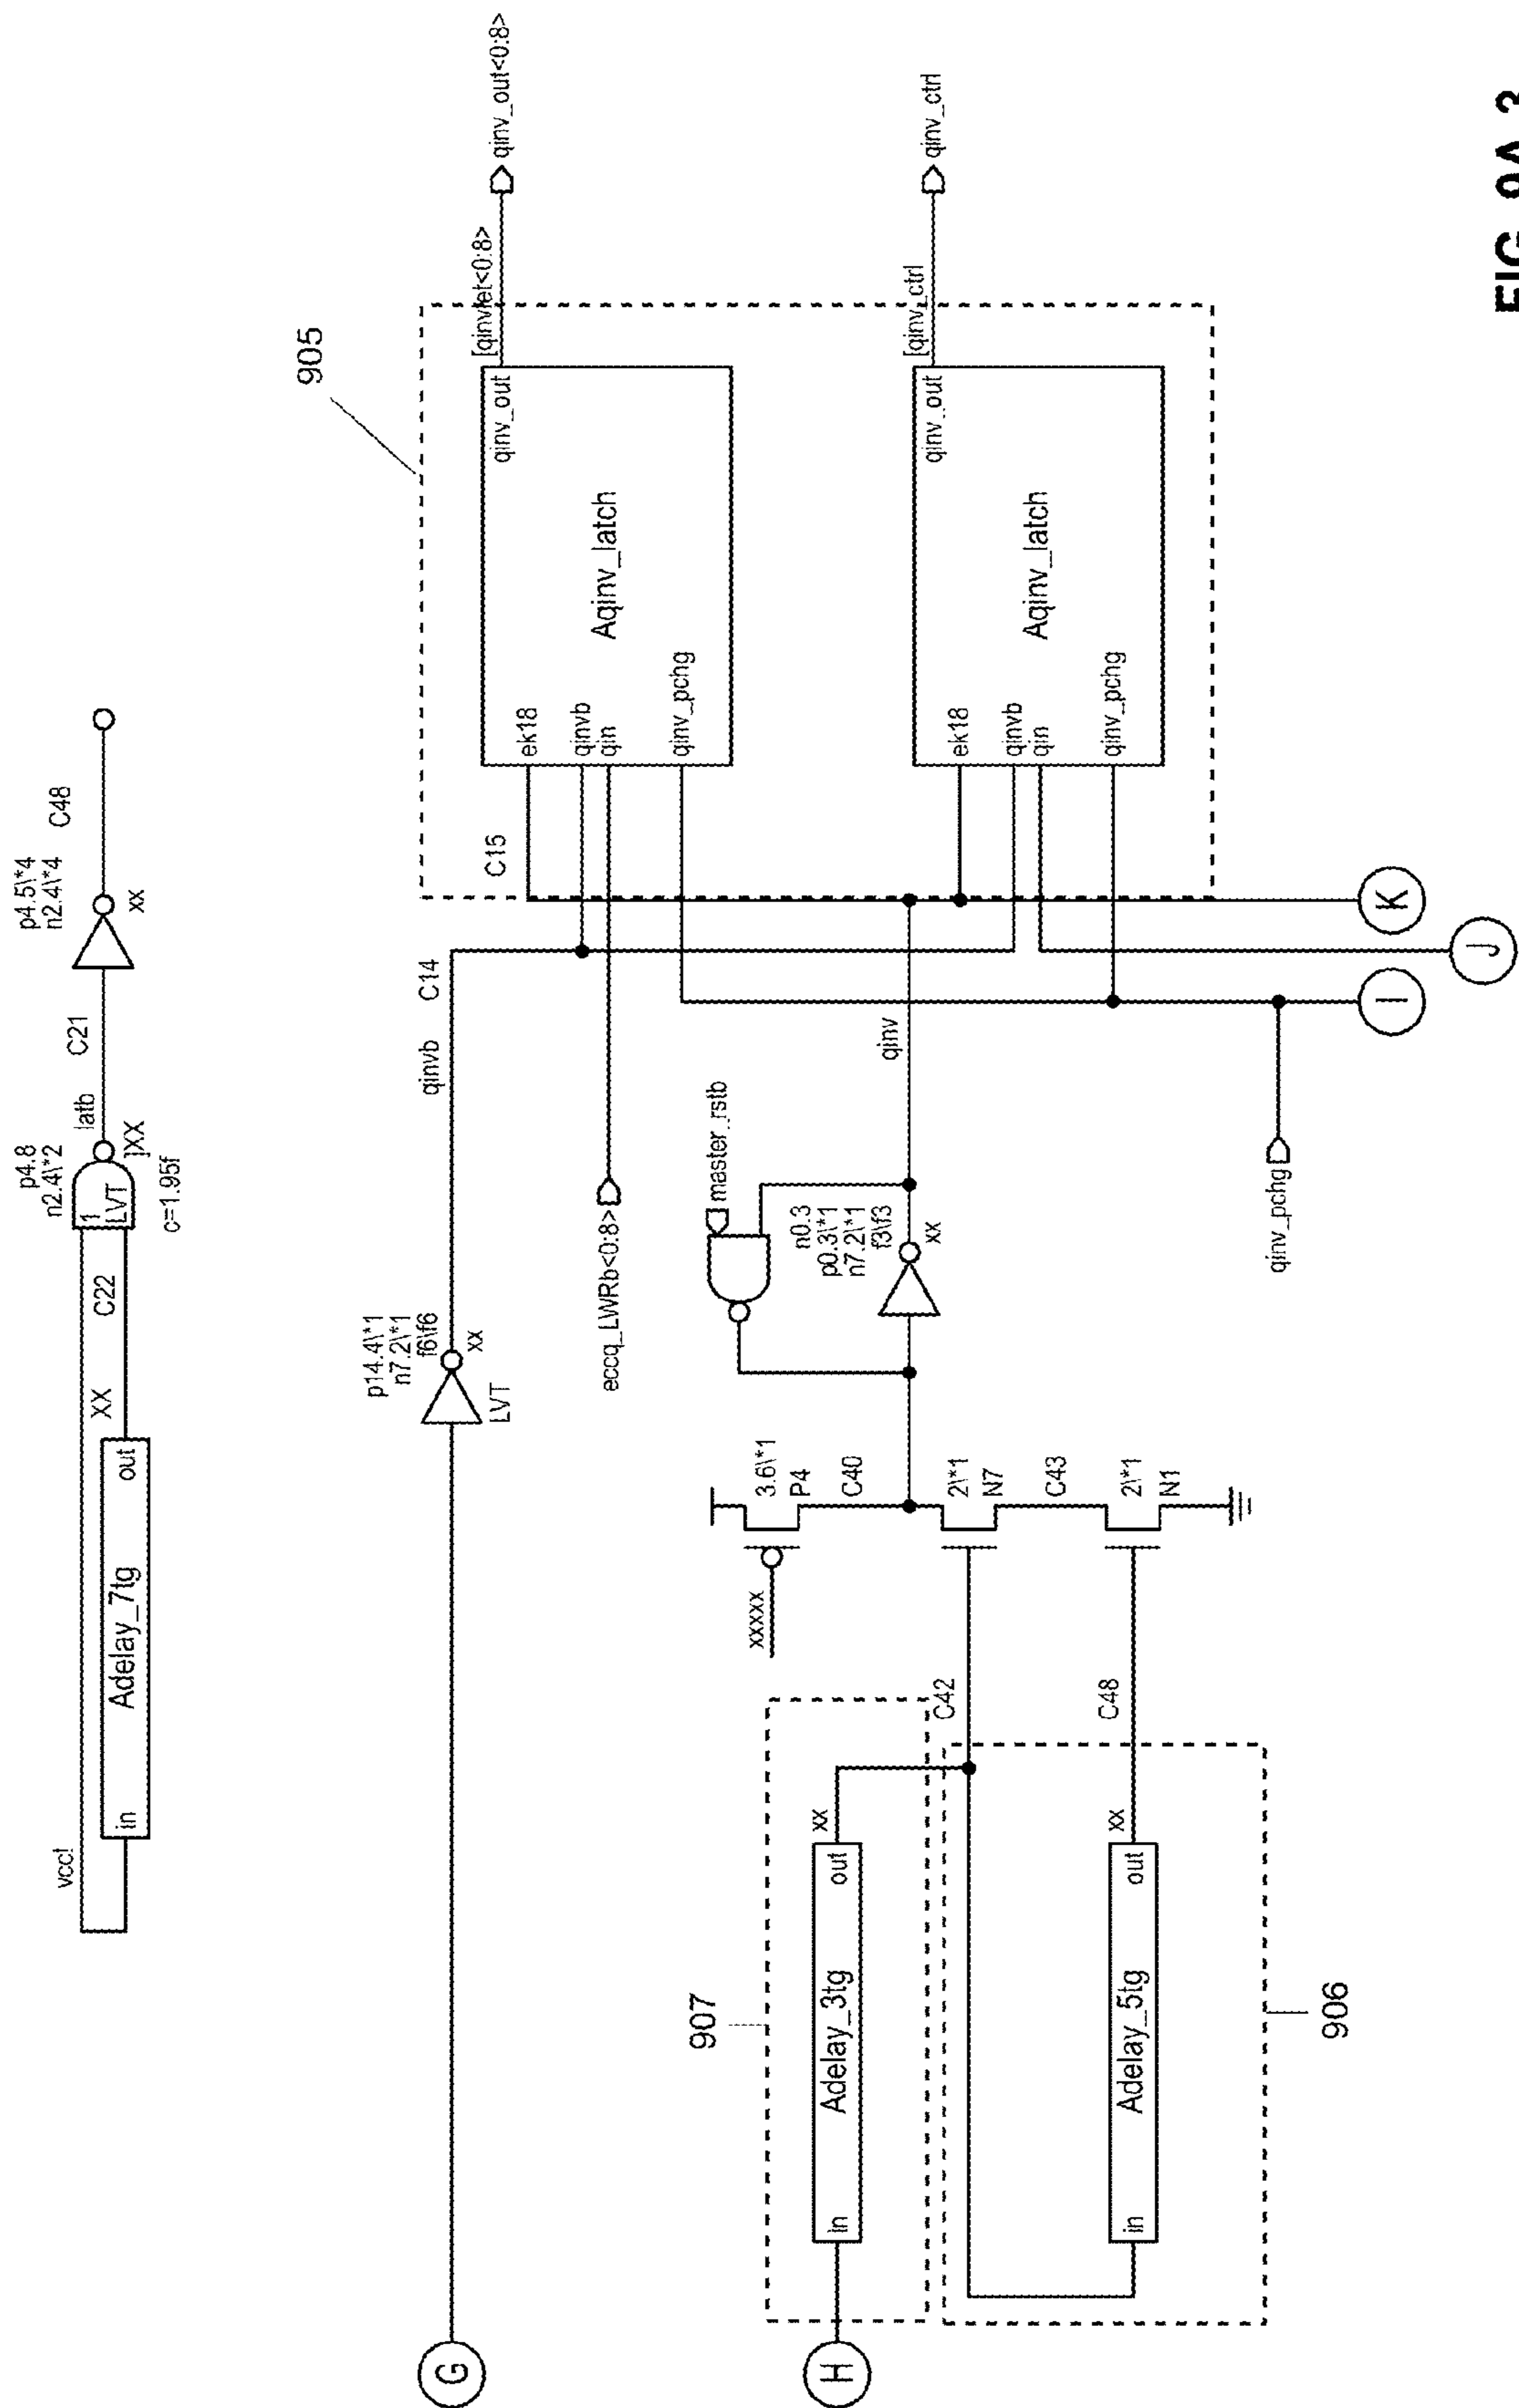 vcc!
in
Adelay_7tg
out
XX
C22
1
LVT
p4.8
n2.4\*2
latb
]XX
c=1.95f
C21
p4.5\*4
n2.4\*4
xx
C48
G
p14.4\*1
n7.2\*1
f6\f6
xx
LVT
qinvb
C14
eccq_LWRb<0:8>
905
C15
ek18
qinvb
qin
qinv_pchg
Aqinv_latch
qinv_out
[qinvlet<0:8>
qinv_out<0:8>
ek18
qinvb
qin
qinv_pchg
Aqinv_latch
qinv_out
[qinv_ctrl
qinv_ctrl
master_rstb
n0.3
p0.3\*1
n7.2\*1
f3\f3
xx
qinv
qinv_pchg
xxxxx
3.6\*1
P4
C40
2\*1
N7
C43
2\*1
N1
907
H
in
Adelay_3tg
out
xx
C42
in
Adelay_5tg
out
xx
C48
906
I
J
K